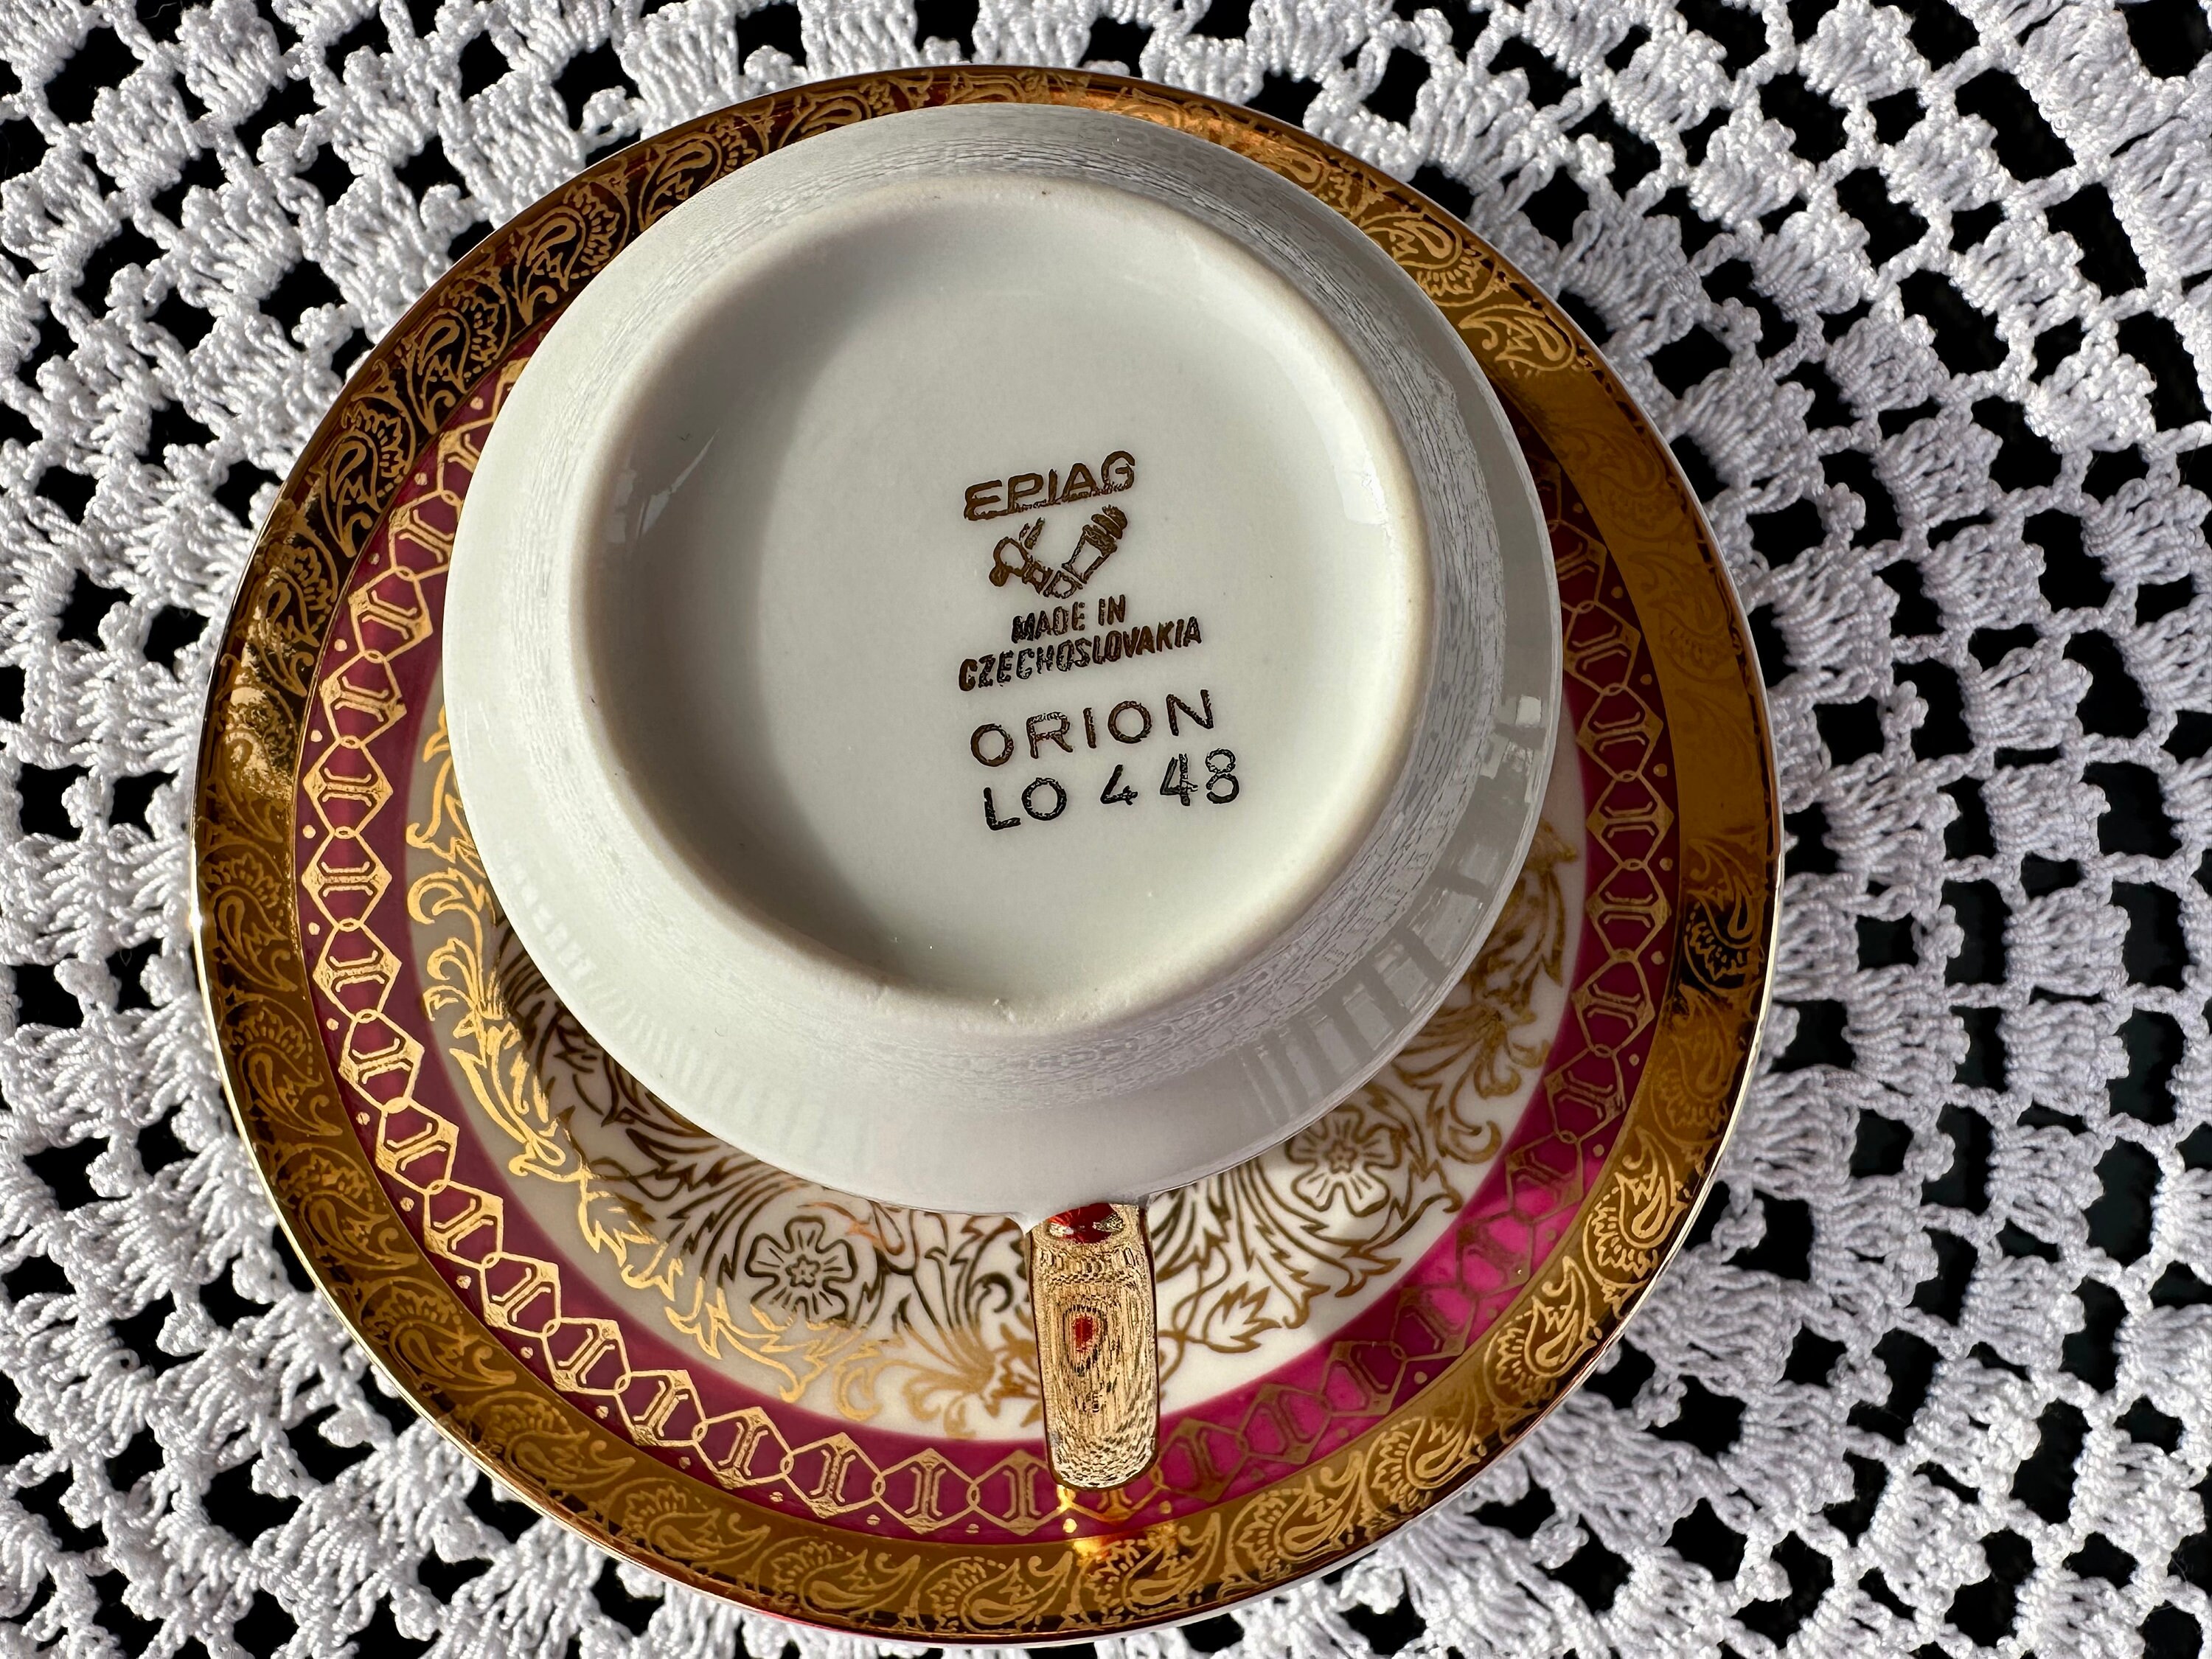 EPIAG
MADE IN
CZECHOSLOVAKIA
ORION
LO 448